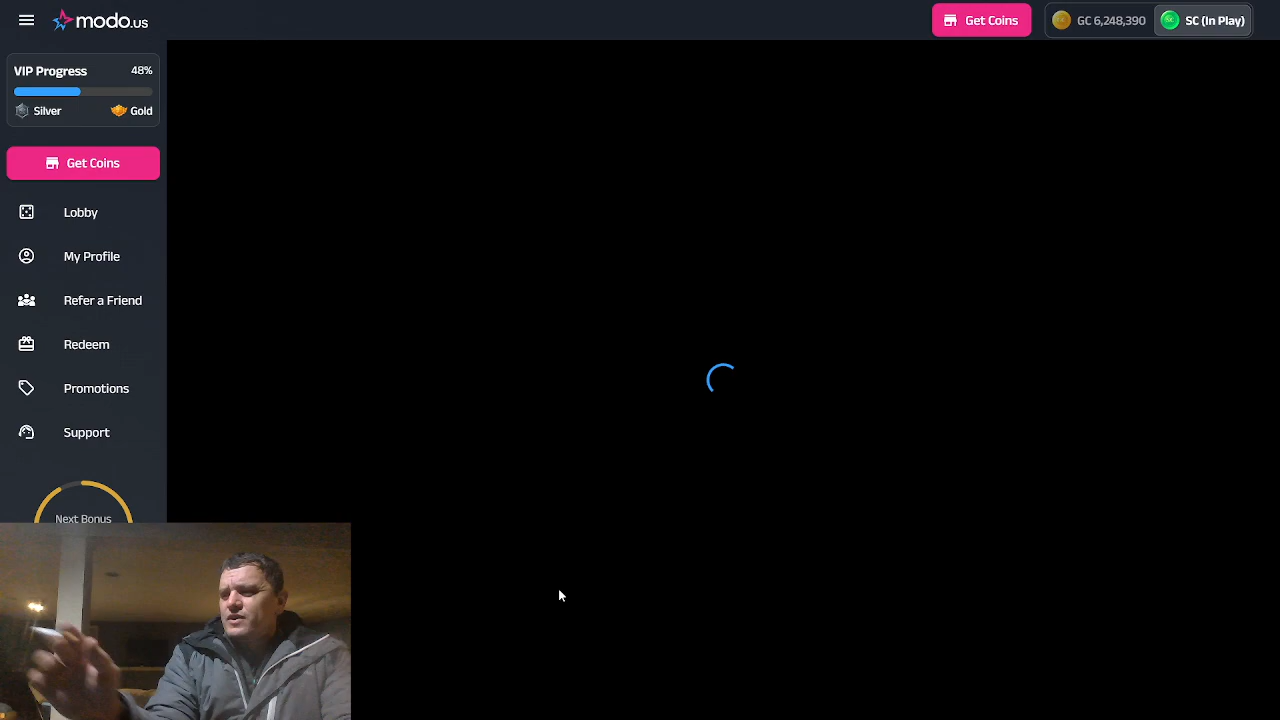 modo.us
Get Coins
GC 6,248,390
SC (In Play)
VIP Progress
48%
Silver
Gold
Get Coins
Lobby
My Profile
Refer a Friend
Redeem
Promotions
Support
Next Bonus